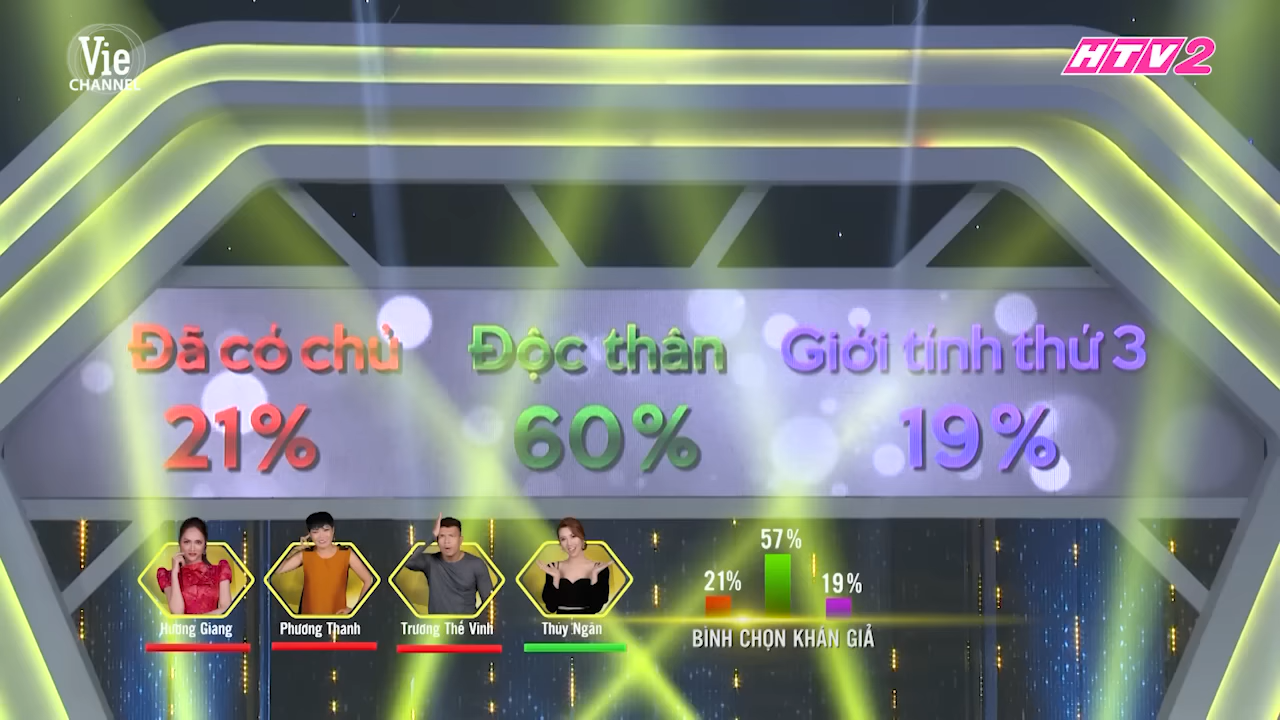 Vie
CHANNEL
HTV2
Đã có chủ
Độc thân
Giới tính thứ 3
21%
60%
19%
57%
21%
19%
Hương Giang
Phương Thanh
Trương Thế Vinh
Thúy Ngân
BÌNH CHỌN KHÁN GIẢ